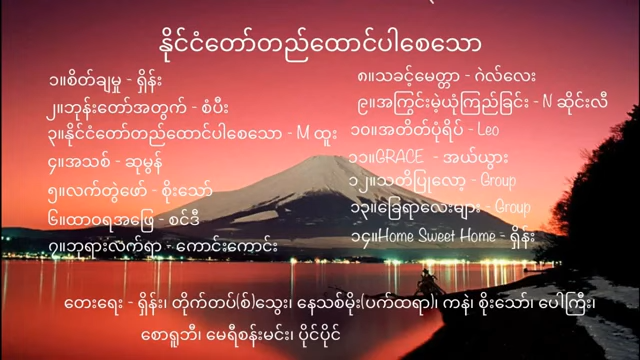 နိုင်ငံတော်တည်ထောင်ပါစေသော
၁။စိတ်ချမှု - ရှိန်း
၂။ဘုန်းတော်အတွက် - စံပီး
၃။နိုင်ငံတော်တည်ထောင်ပါစေသော - M ထူး
၄။အသစ် - ဆုမွန်
၅။လက်တွဲဖော် - စိုးသော်
၆။ထာဝရအဖြေ - စင်ဒီ
၇။ဘုရားလက်ရာ - ကောင်းကောင်း
၈။သခင့်မေတ္တာ - ဂဲလ်လေး
၉။အကြွင်းမဲ့ယုံကြည်ခြင်း - N ဆိုင်းလီ
၁၀။အတိတ်ပုံရိပ် - Leo
၁၁။GRACE - အယ်ယွား
၁၂။သတိပြုလော့ - Group
၁၃။ခြေရာလေးများ - Group
၁၄။Home Sweet Home - ရှိန်း
တေးရေး - ရှိန်း၊ တိုက်တပ်(စ်)သွေး၊ နေသစ်မိုး(ပက်ထရာ)၊ ကနဲ၊ စိုးသော်၊ ပေါကြီး၊
စောရူဘီ၊ မေရီစန်းမင်း၊ ပိုင်ပိုင်